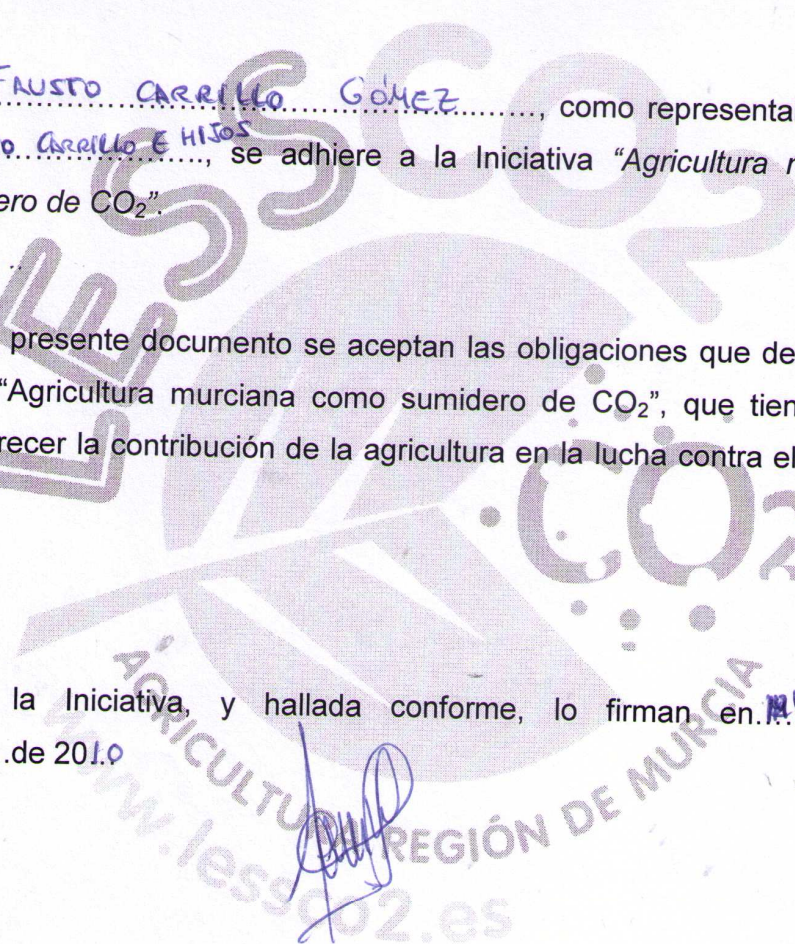 FAUSTO CARRILLO GÓMEZ, como representa
o CARRILLO E HIJOS, se adhiere a la Iniciativa “Agricultura
ero de CO₂”.
presente documento se aceptan las obligaciones que de
“Agricultura murciana como sumidero de CO₂”, que tien
recer la contribución de la agricultura en la lucha contra el
la Iniciativa, y hallada conforme, lo firman en
.de 2010
LESSCO2
CO2
AGRICULTURA REGIÓN DE MURCIA
www.lessco2.es